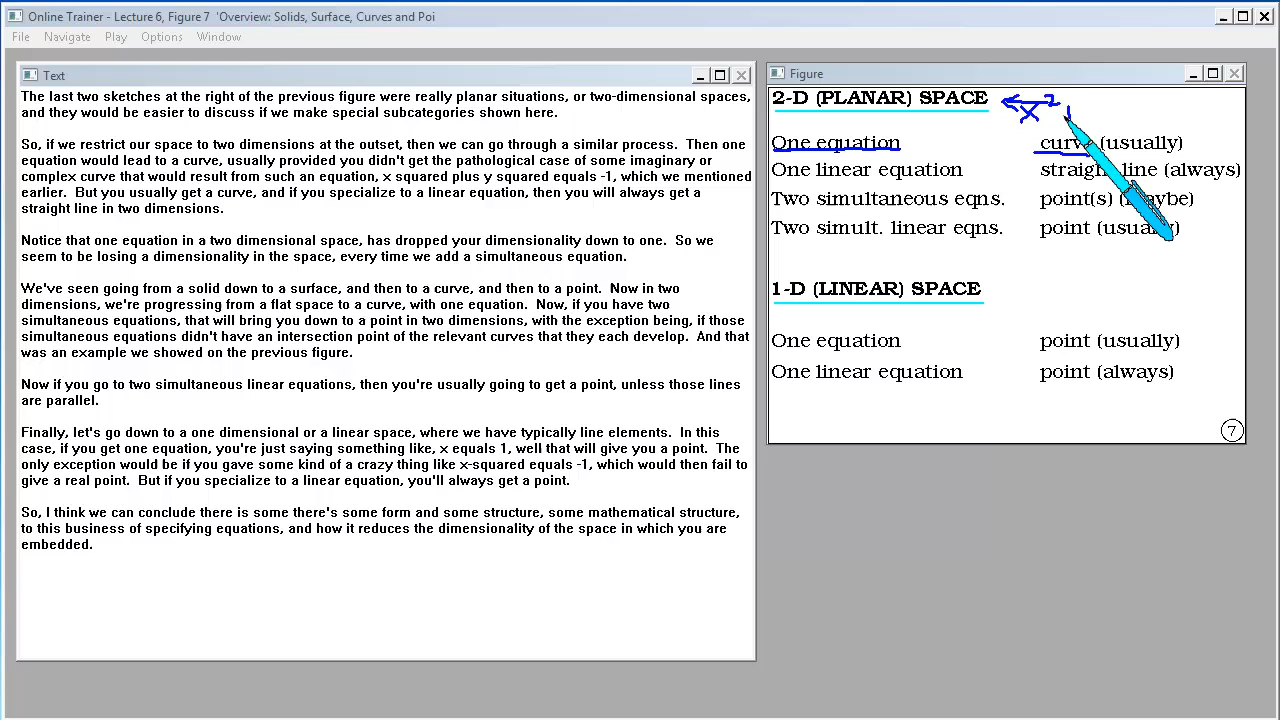 Online Trainer - Lecture 6, Figure 7 'Overview: Solids, Surface, Curves and Poi
File Navigate Play Options Window
Text
The last two sketches at the right of the previous figure were really planar situations, or two-dimensional spaces,
and they would be easier to discuss if we make special subcategories shown here.
So, if we restrict our space to two dimensions at the outset, then we can go through a similar process. Then one
equation would lead to a curve, usually provided you didn't get the pathological case of some imaginary or
complex curve that would result from such an equation, x squared plus y squared equals -1, which we mentioned
earlier. But you usually get a curve, and if you specialize to a linear equation, then you will always get a
straight line in two dimensions.
Notice that one equation in a two dimensional space, has dropped your dimensionality down to one. So we
seem to be losing a dimensionality in the space, every time we add a simultaneous equation.
We've seen going from a solid down to a surface, and then to a curve, and then to a point. Now in two
dimensions, we're progressing from a flat space to a curve, with one equation. Now, if you have two
simultaneous equations, that will bring you down to a point in two dimensions, with the exception being, if those
simultaneous equations didn't have an intersection point of the relevant curves that they each develop. And that
was an example we showed on the previous figure.
Now if you go to two simultaneous linear equations, then you're usually going to get a point, unless those lines
are parallel.
Finally, let's go down to a one dimensional or a linear space, where we have typically line elements. In this
case, if you get one equation, you're just saying something like, x equals 1, well that will give you a point. The
only exception would be if you gave some kind of a crazy thing like x-squared equals -1, which would then fail to
give a real point. But if you specialize to a linear equation, you'll always get a point.
So, I think we can conclude there is some there's some form and some structure, some mathematical structure,
to this business of specifying equations, and how it reduces the dimensionality of the space in which you are
embedded.
Figure
2-D (PLANAR) SPACE
X
One equation curve (usually)
One linear equation straight line (always)
Two simultaneous eqns. point(s) (maybe)
Two simult. linear eqns. point (usually)
1-D (LINEAR) SPACE
One equation point (usually)
One linear equation point (always)
7